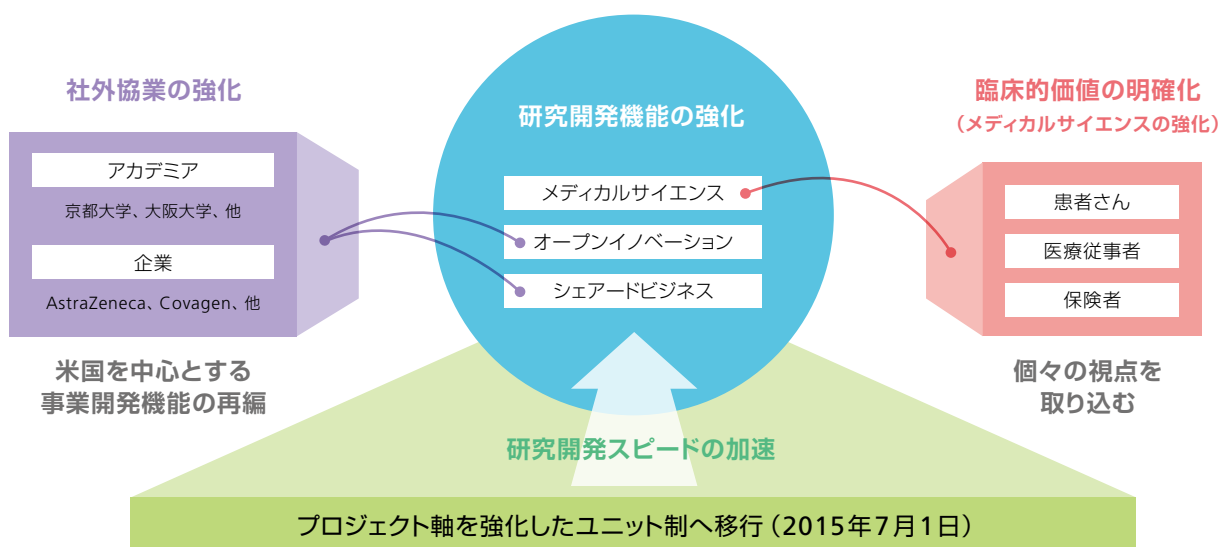 社外協業の強化
アカデミア
京都大学、大阪大学、他
企業
AstraZeneca、Covagen、他
米国を中心とする
事業開発機能の再編
研究開発機能の強化
メディカルサイエンス
オープンイノベーション
シェアードビジネス
臨床的価値の明確化
（メディカルサイエンスの強化）
患者さん
医療従事者
保険者
個々の視点を
取り込む
研究開発スピードの加速
プロジェクト軸を強化したユニット制へ移行（2015年7月1日）